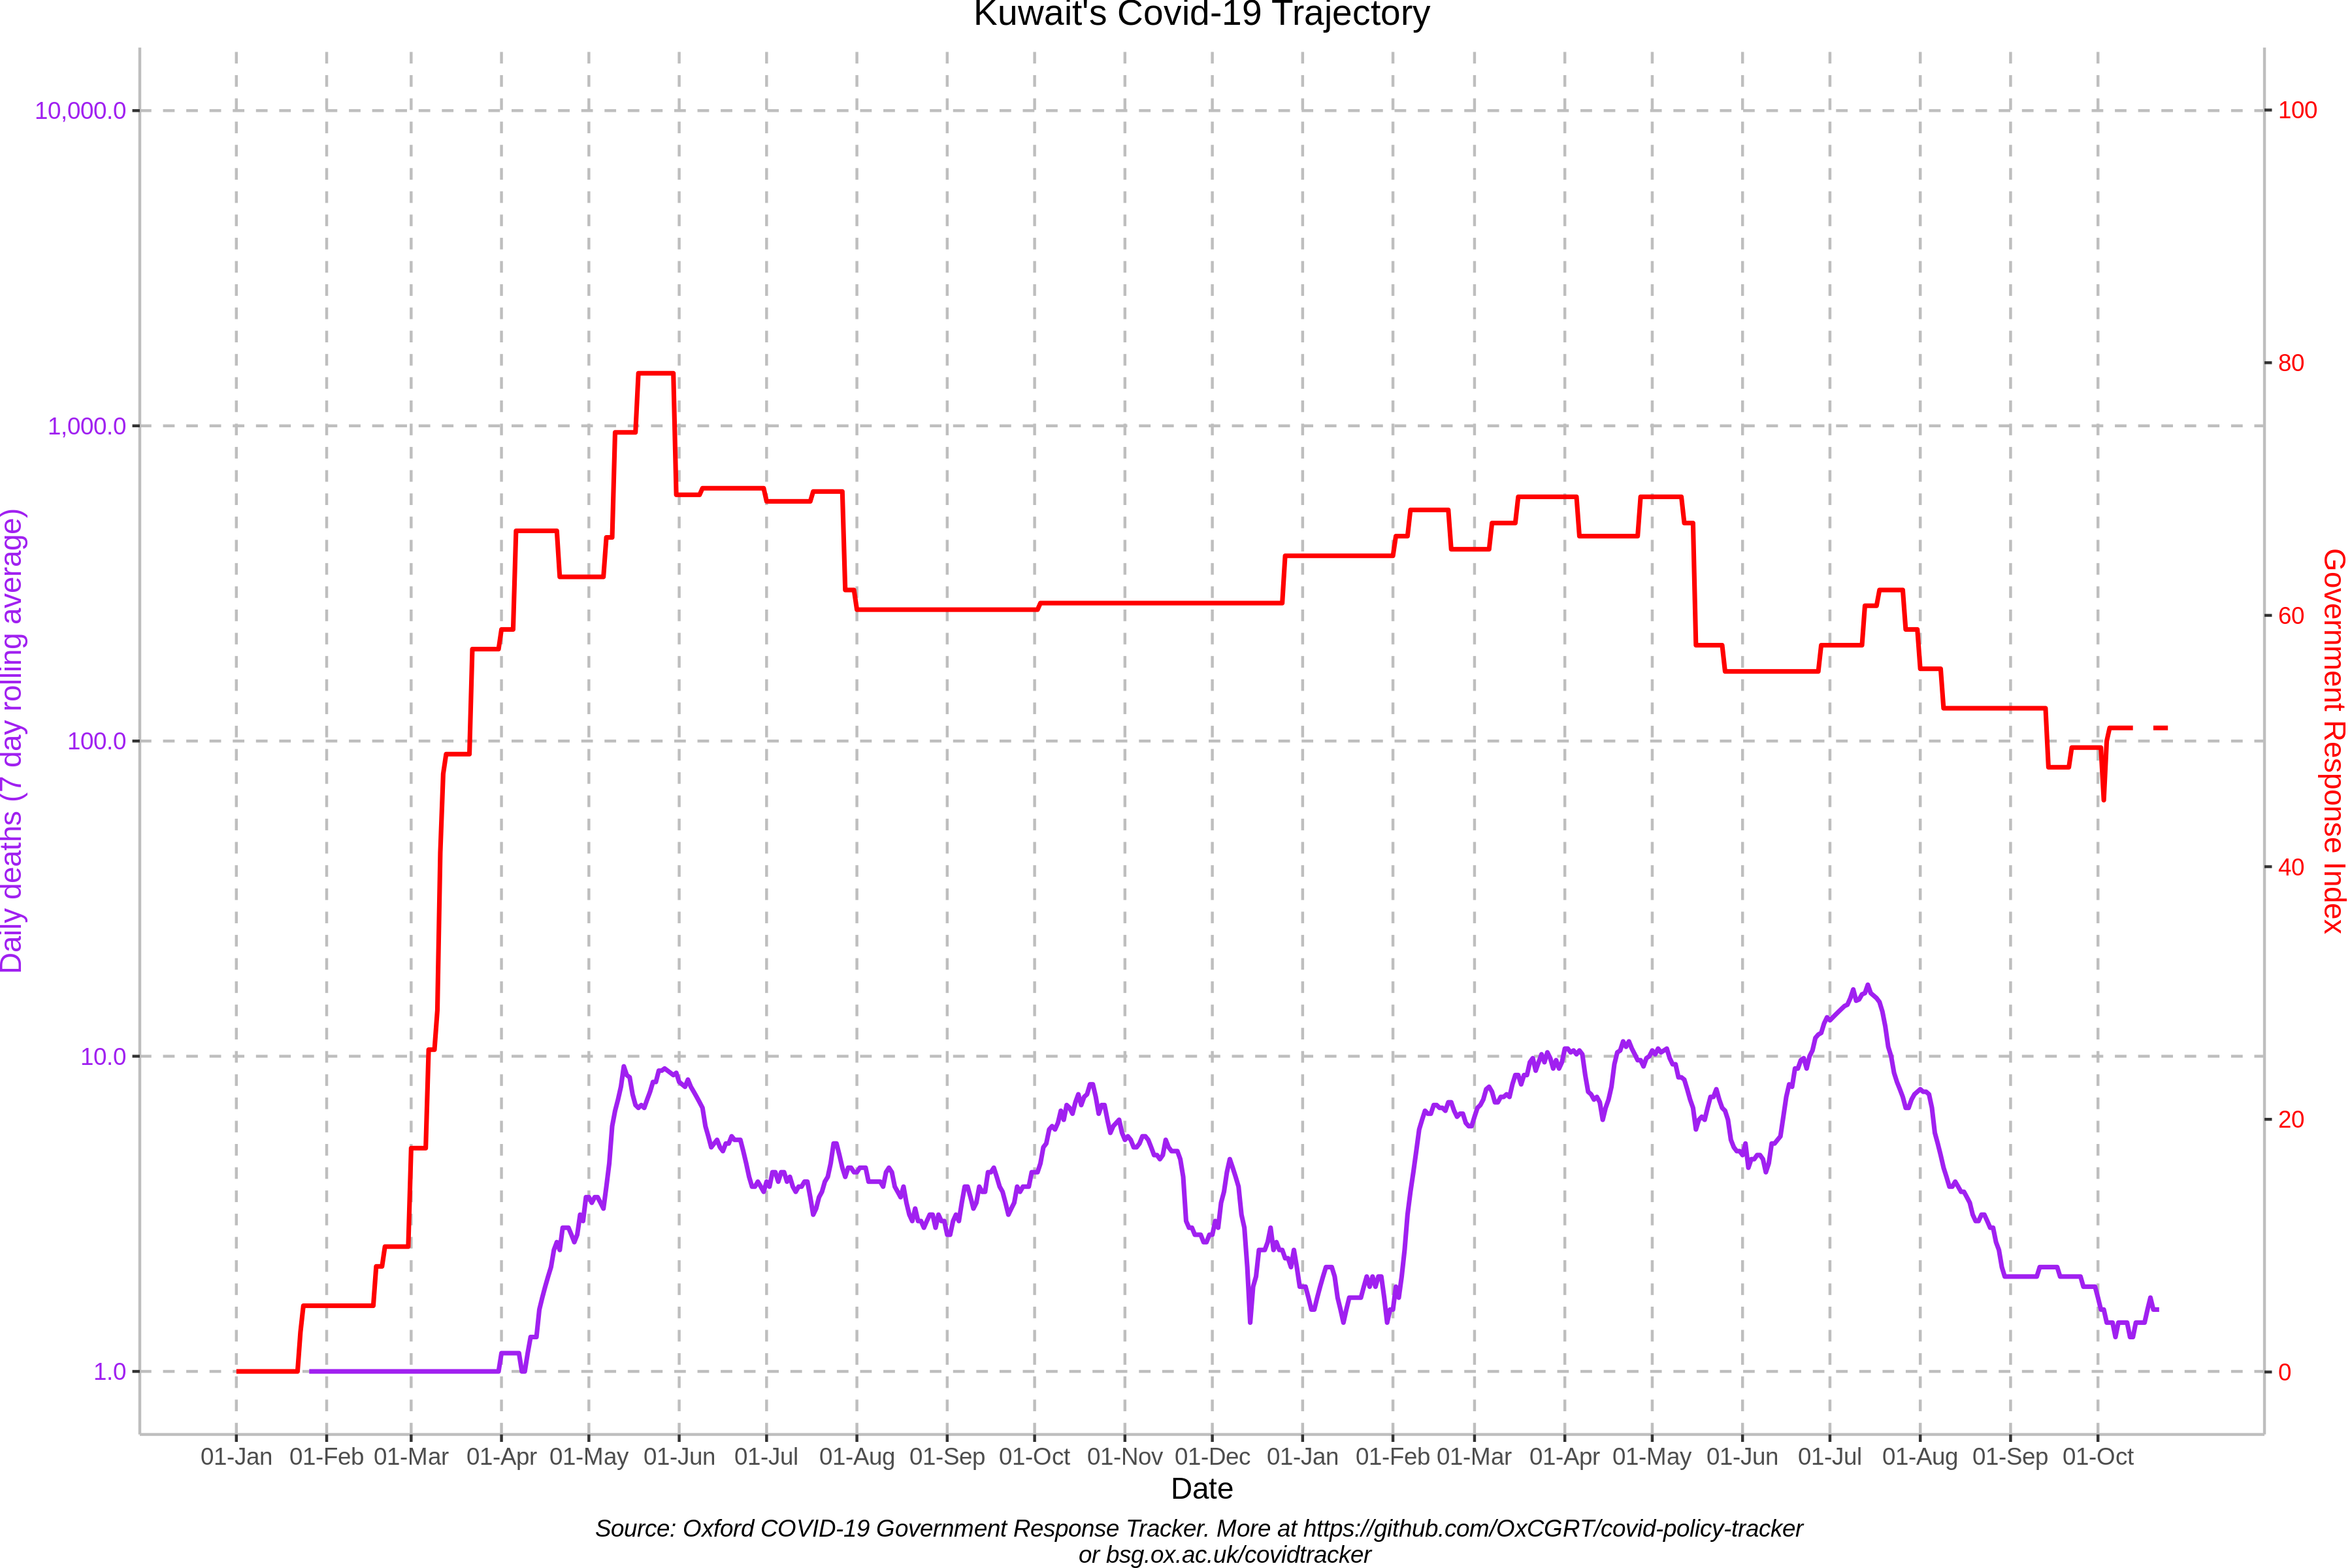 Kuwait's Covid-19 Trajectory
10,000.0
1,000.0
100.0
10.0
1.0
Daily deaths (7 day rolling average)
100
80
60
40
20
0
Government Response Index
01-Jan 01-Feb 01-Mar 01-Apr 01-May 01-Jun 01-Jul 01-Aug 01-Sep 01-Oct 01-Nov 01-Dec 01-Jan 01-Feb 01-Mar 01-Apr 01-May 01-Jun 01-Jul 01-Aug 01-Sep 01-Oct
Date
Source: Oxford COVID-19 Government Response Tracker. More at https://github.com/OxCGRT/covid-policy-tracker
or bsg.ox.ac.uk/covidtracker